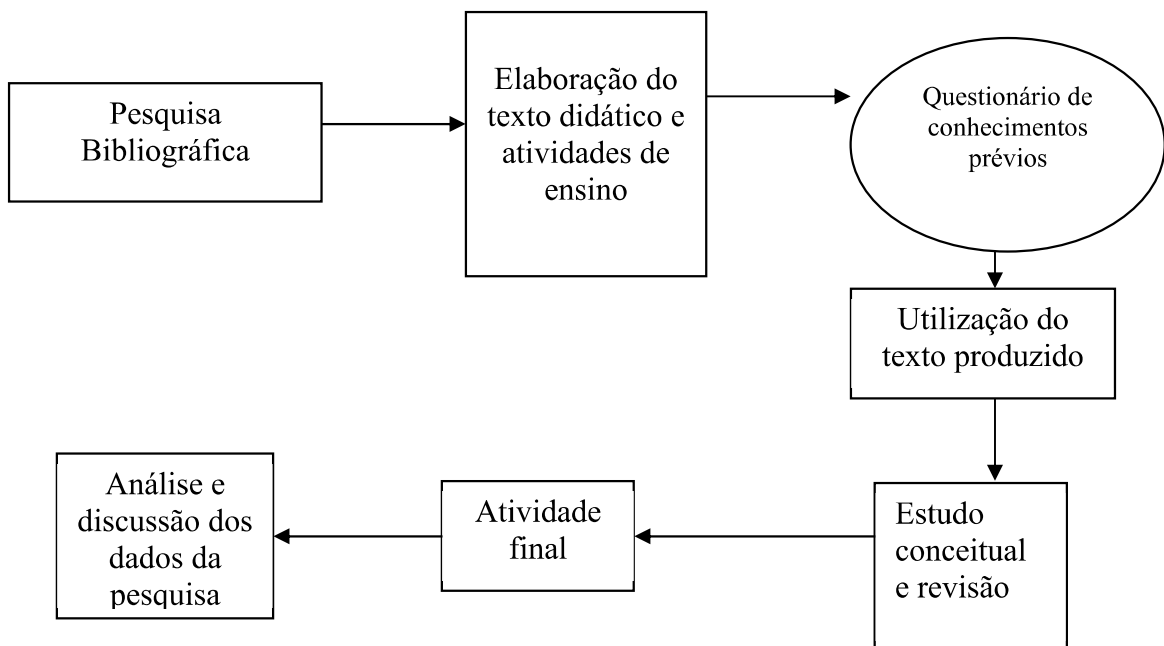 Pesquisa
Bibliográfica
Elaboração do
texto didático e
atividades de
ensino
Questionário de
conhecimentos
prévios
Utilização do
texto produzido
Estudo
conceitual
e revisão
Atividade
final
Análise e
discussão dos
dados da
pesquisa